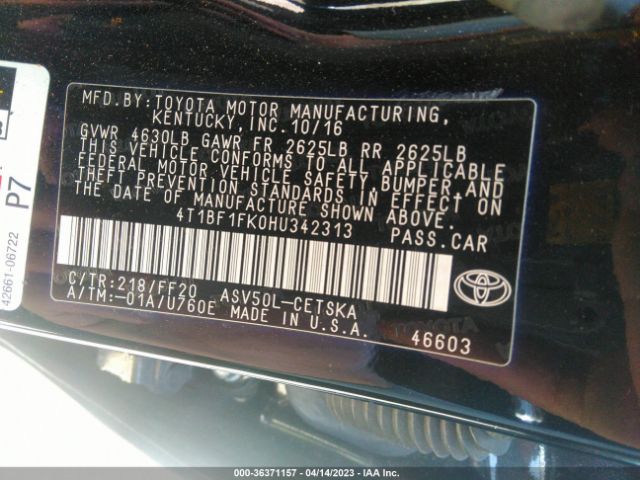 MFD. BY: TOYOTA MOTOR MANUFACTURING,
KENTUCKY, INC. 10/16
GVWR 4630LB GAWR FR 2625LB RR 2625LB
THIS VEHICLE CONFORMS TO ALL APPLICABLE
FEDERAL MOTOR VEHICLE SAFETY, BUMPER, AND
THEFT PREVENTION STANDARDS IN EFFECT ON
THE DATE OF MANUFACTURE SHOWN ABOVE.
4T1BF1FK0HU342313 PASS. CAR
C/TR: 218/FF20 ASV50L-CETSKA
A/TM: -01A/U760E MADE IN U.S.A.
46603
TOYOTA
P7
42661-06722
000-36371157 - 04/14/2023 - IAA Inc.